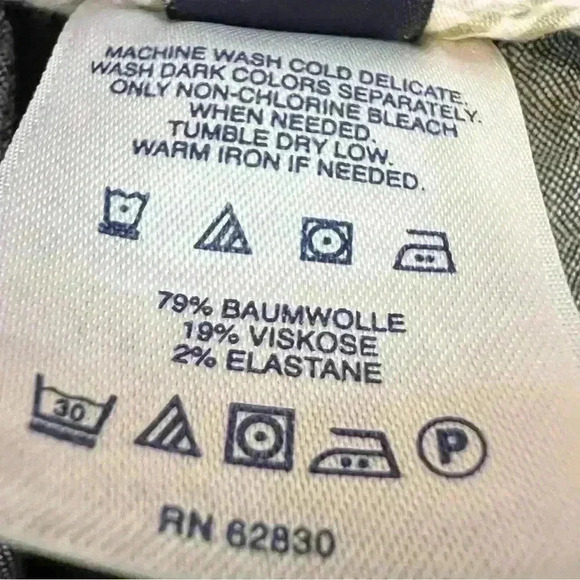 MACHINE WASH COLD DELICATE.
WASH DARK COLORS SEPARATELY.
ONLY NON-CHLORINE BLEACH
WHEN NEEDED.
TUMBLE DRY LOW.
WARM IRON IF NEEDED.
79% BAUMWOLLE
19% VISKOSE
2% ELASTANE
30
P
RN 62830